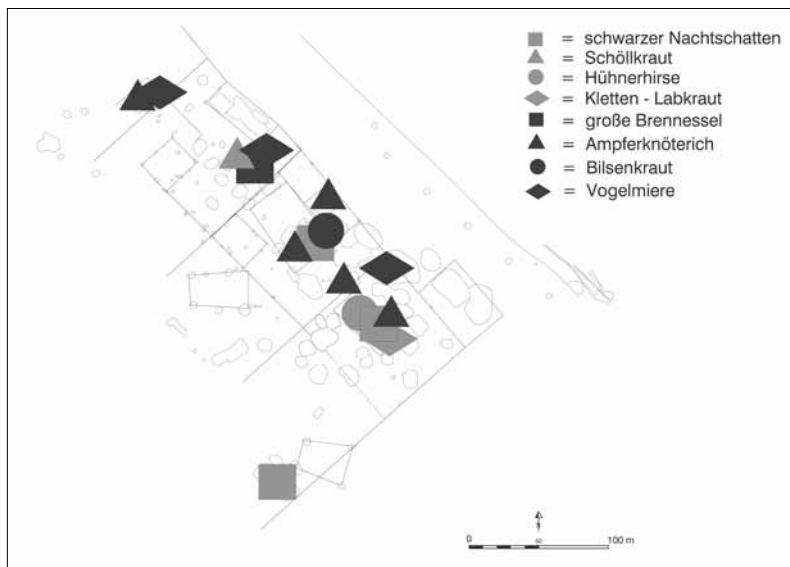 = schwarzer Nachtschatten
= Schöllkraut
= Hühnerhirse
= Kletten - Labkraut
= große Brennessel
= Ampferknöterich
= Bilsenkraut
= Vogelmiere
0 50 100 m